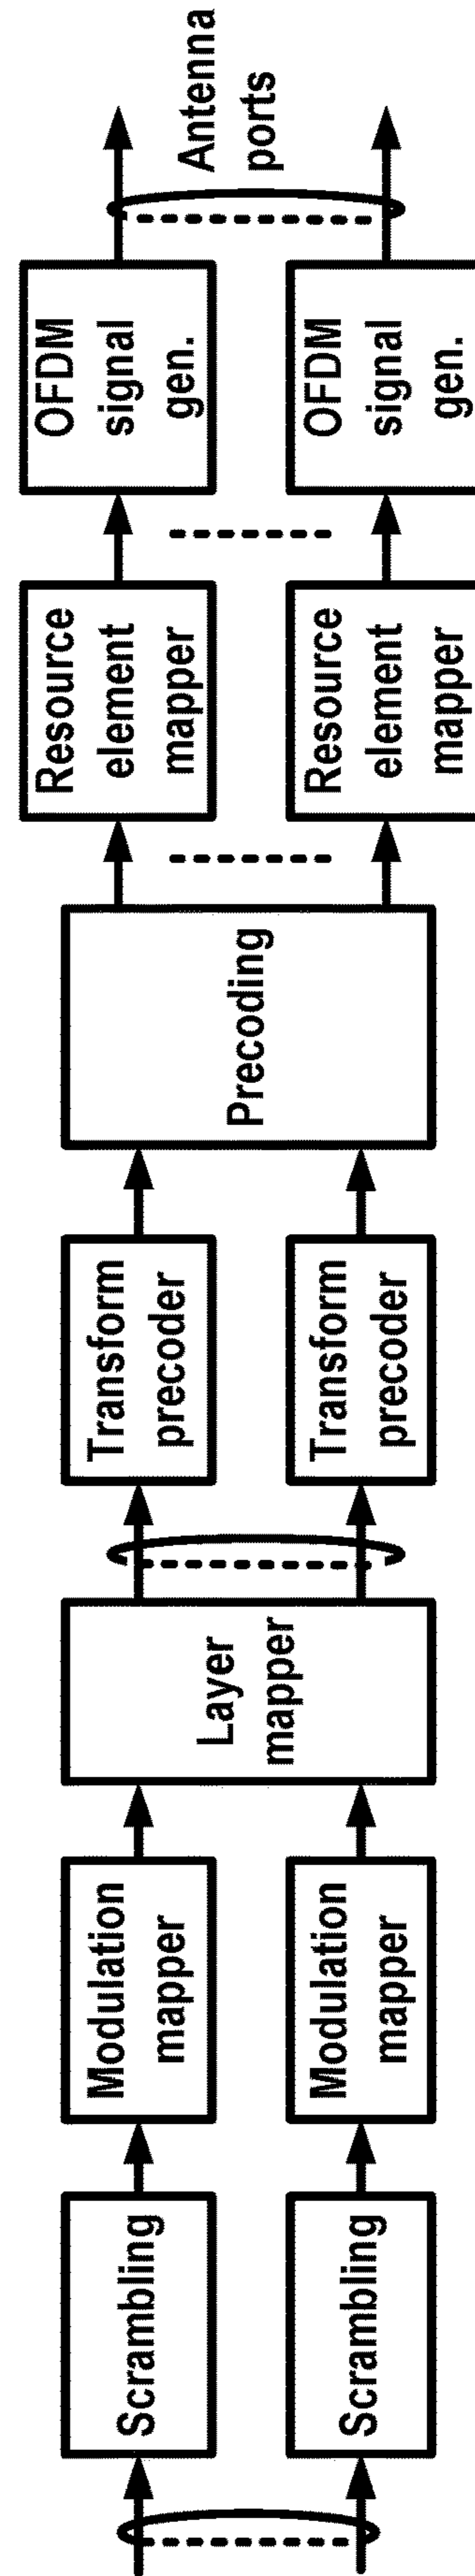 Scrambling
Scrambling
Modulation
mapper
Modulation
mapper
Layer
mapper
Transform
precoder
Transform
precoder
Precoding
Resource
element
mapper
Resource
element
mapper
OFDM
signal
gen.
OFDM
signal
gen.
Antenna
ports